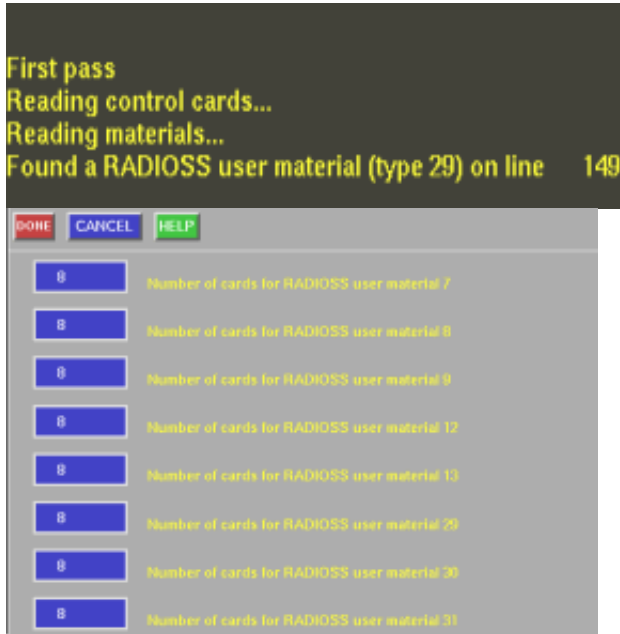 First pass
Reading control cards...
Reading materials...
Found a RADIOSS user material (type 29) on line 149
DONE CANCEL HELP
8 Number of cards for RADIOSS user material 7
8 Number of cards for RADIOSS user material 8
8 Number of cards for RADIOSS user material 9
8 Number of cards for RADIOSS user material 12
8 Number of cards for RADIOSS user material 13
8 Number of cards for RADIOSS user material 29
8 Number of cards for RADIOSS user material 30
8 Number of cards for RADIOSS user material 31